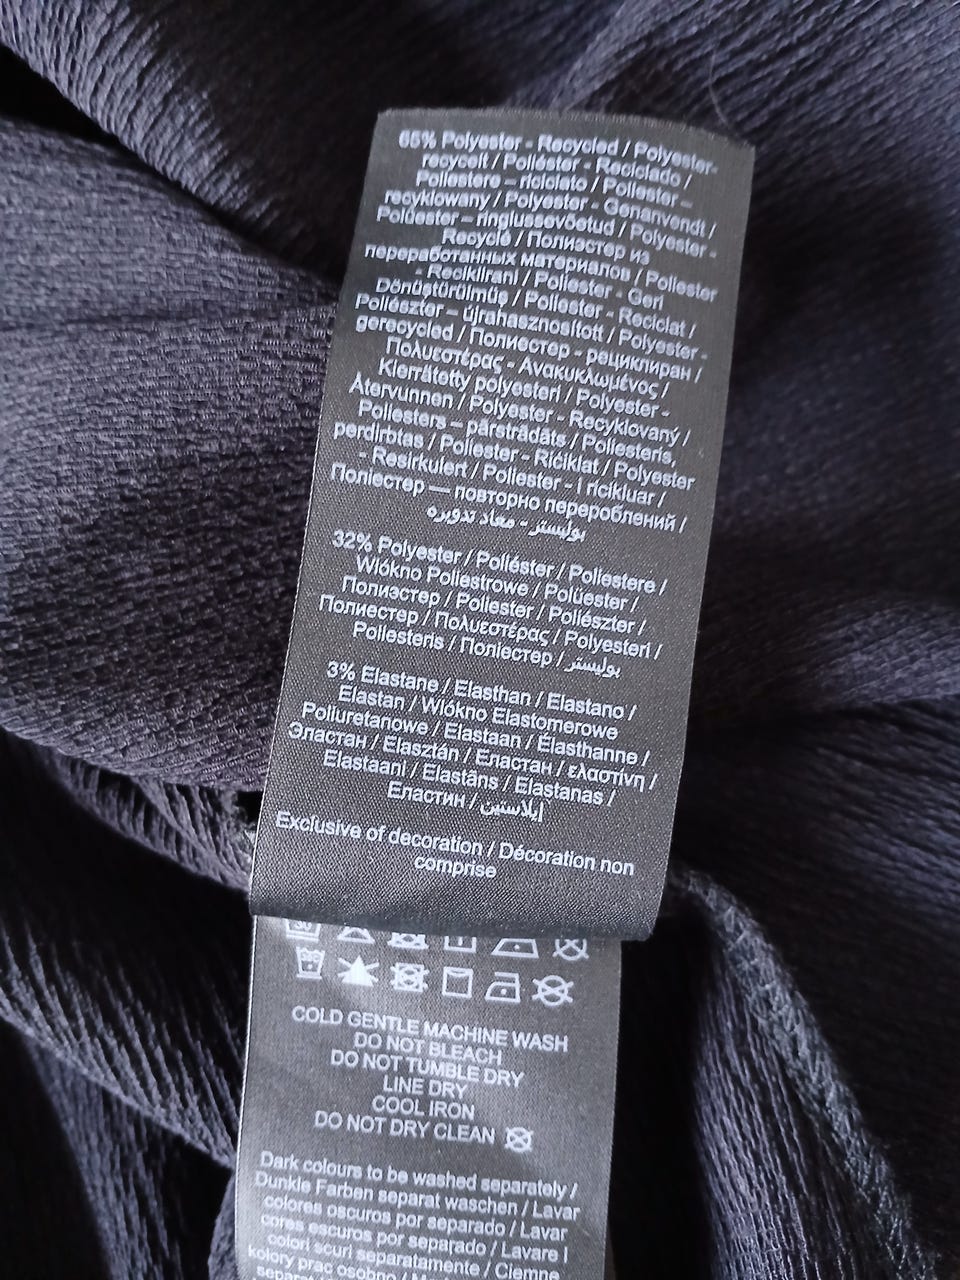 65% Polyester - Recycled / Polyester-
recycelt / Poliéster - Reciclado /
Poliestere – riciclato / Poliester –
recyklowany / Polyester - Genanvendt /
Polüester – ringlussevõetud / Polyester -
Recyclé / Полиэстер из
переработанных материалов / Poliester
- Reciklirani / Poliester - Geri
Dönüştürülmüş / Poliester - Reciclat /
Poliészter – újrahasznosított / Polyester -
gerecycled / Полиестер - рециклиран /
Πολυεστέρας - Ανακυκλωμένος /
Kierrätetty polyesteri / Polyester -
Återvunnen / Polyester - Recyklovaný /
Poliesters – pārstrādāts / Poliesteris,
perdirbtas / Poliester - Ričiklat / Polyester
- Resirkulert / Poliester - i ricikluar /
Поліестер — повторно перероблений /
بوليستر - معاد تدويره
32% Polyester / Poliéster / Poliestere /
Włókno Poliestrowe / Polüester /
Полиэстер / Poliester / Poliészter /
Полиестер / Πολυεστέρας / Polyesteri /
Poliesteris / Поліестер / بوليستر
3% Elastane / Elasthan / Elastano /
Elastan / Włókno Elastomerowe
Poliuretanowe / Elastaan / Élasthanne /
Эластан / Elasztán / Еластан / ελαστίνη /
Elastaani / Elastāns / Elastanas /
Еластин / إيلاستين
Exclusive of decoration / Décoration non
comprise
COLD GENTLE MACHINE WASH
DO NOT BLEACH
DO NOT TUMBLE DRY
LINE DRY
COOL IRON
DO NOT DRY CLEAN
Dark colours to be washed separately /
Dunkle Farben separat waschen / Lavar
colores oscuros por separado / Lavar
cores escuros por separado / Lavare i
colori scuri separatamente / Ciemne
kolory prac osobno /